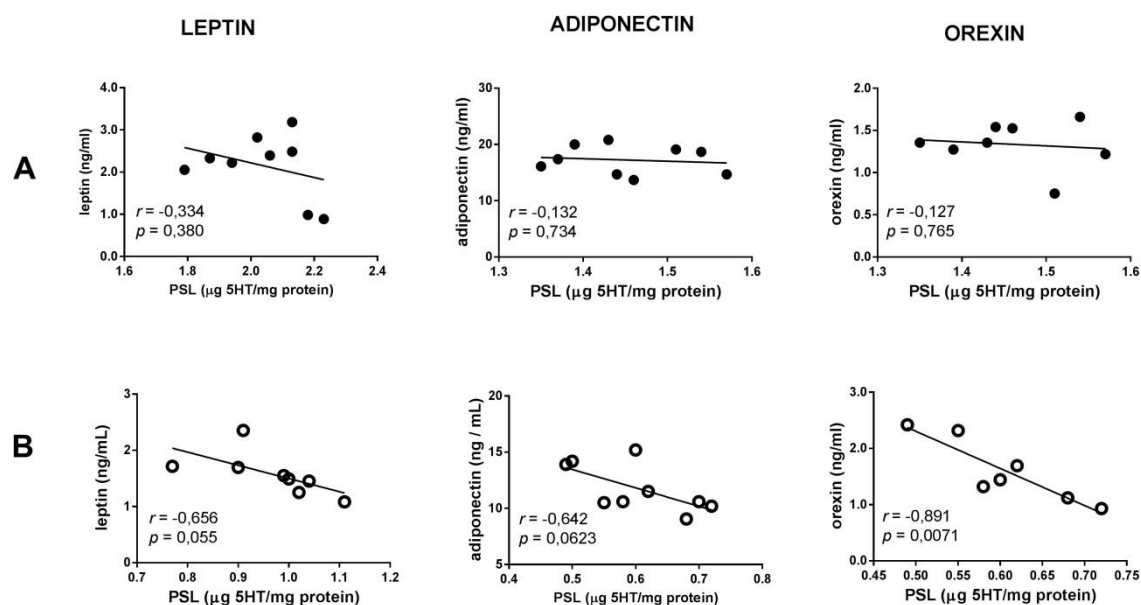 LEPTIN
ADIPONECTIN
OREXIN
A
leptin (ng/ml)
4.0
3.0
2.0
1.0
0.0
r = -0,334
p = 0,380
1.6
1.8
2.0
2.2
2.4
PSL (μg 5HT/mg protein)
adiponectin (ng/ml)
30
20
10
0
r = -0,132
p = 0,734
1.3
1.4
1.5
1.6
PSL (μg 5HT/mg protein)
orexin (ng/ml)
2.0
1.5
1.0
0.5
0.0
r = -0,127
p = 0,765
1.3
1.4
1.5
1.6
PSL (μg 5HT/mg protein)
B
leptin (ng/mL)
3
2
1
0
r = -0,656
p = 0,055
0.7
0.8
0.9
1.0
1.1
1.2
PSL (μg 5HT/mg protein)
adiponectin (ng / mL)
20
15
10
5
r = -0,642
p = 0,0623
0.4
0.5
0.6
0.7
0.8
PSL (μg 5HT/mg protein)
orexin (ng/ml)
3.0
2.0
1.0
0.0
r = -0,891
p = 0,0071
0.45
0.50
0.55
0.60
0.65
0.70
0.75
PSL (μg 5HT/mg protein)